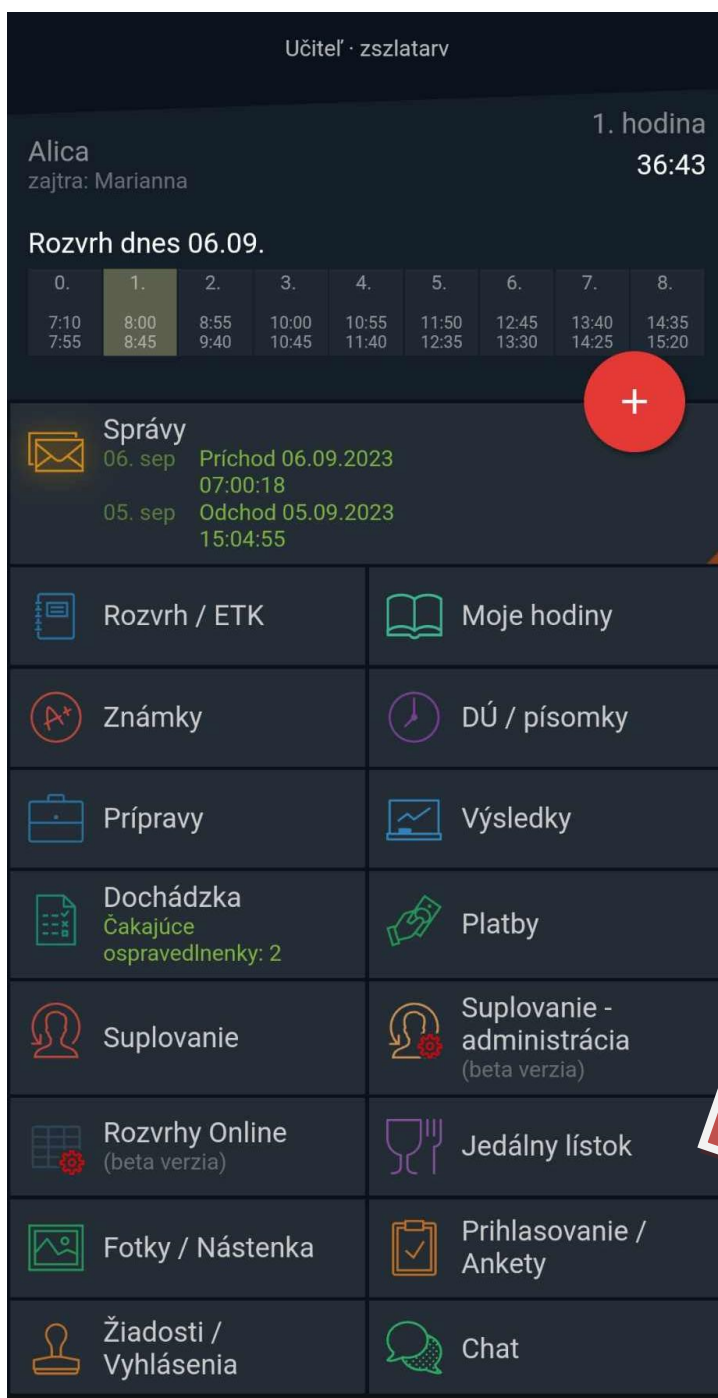 Učiteľ · zszlatarv
1. hodina
Alica
36:43
zajtra: Marianna
Rozvrh dnes 06.09.
0. 1. 2. 3. 4. 5. 6. 7. 8.
7:10 8:00 8:55 10:00 10:55 11:50 12:45 13:40 14:35
7:55 8:45 9:40 10:45 11:40 12:35 13:30 14:25 15:20
+
Správy
06. sep Príchod 06.09.2023
07:00:18
05. sep Odchod 05.09.2023
15:04:55
Rozvrh / ETK
Moje hodiny
A+
Známky
DÚ / písomky
Prípravy
Výsledky
Dochádzka
Čakajúce
ospravedlnenky: 2
Platby
Suplovanie
Suplovanie -
administrácia
(beta verzia)
Rozvrhy Online
(beta verzia)
Jedálny lístok
Fotky / Nástenka
Prihlasovanie /
Ankety
Žiadosti /
Vyhlásenia
Chat